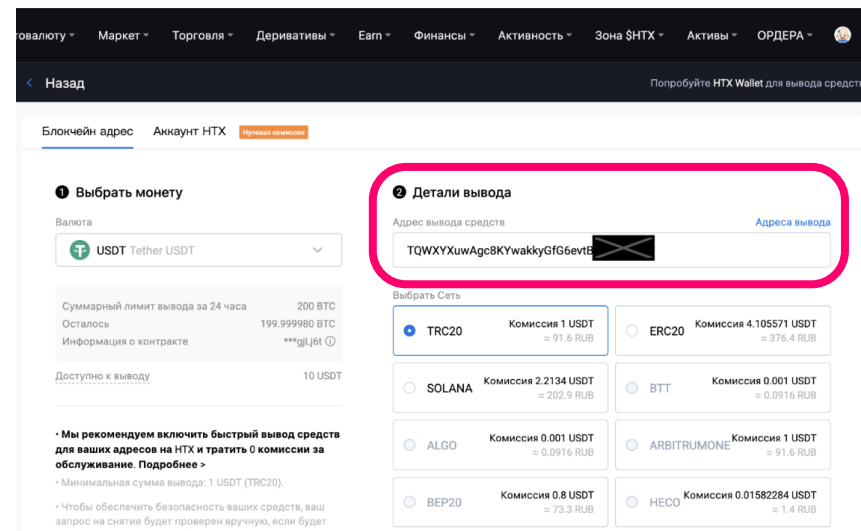 Маркет Торговля Деривативы Earn Финансы Активность Зона $HTX Активы ОРДЕРА
< Назад
Попробуйте HTX Wallet для вывода
Блокчейн адрес Аккаунт HTX Нулевая комиссия
1 Выбрать монету
Валюта
USDT Tether USDT
Суммарный лимит вывода за 24 часа 200 BTC
Осталось 199.999980 BTC
Информация о контракте ***gjLj6t
Доступно к выводу 10 USDT
• Мы рекомендуем включить быстрый вывод средств
для ваших адресов на HTX и тратить 0 комиссии за
обслуживание. Подробнее >
• Минимальная сумма вывода: 1 USDT (TRC20).
• Чтобы обеспечить безопасность ваших средств, ваш
запрос на снятие будет проверен вручную, если будет
2 Детали вывода
Адрес вывода средств Адреса вывода
TQWXYXuwAgc8KYwakkyGfG6evtB
Выбрать Сеть
TRC20 Комиссия 1 USDT
≈ 91.6 RUB
ERC20 Комиссия 4.105571 USDT
≈ 376.4 RUB
SOLANA Комиссия 2.2134 USDT
≈ 202.9 RUB
BTT Комиссия 0.001 USDT
≈ 0.0916 RUB
ALGO Комиссия 0.001 USDT
≈ 0.0916 RUB
ARBITRUMONE Комиссия 1 USDT
≈ 91.6 RUB
BEP20 Комиссия 0.8 USDT
≈ 73.3 RUB
HECO Комиссия 0.01582284 USDT
≈ 1.4 RUB